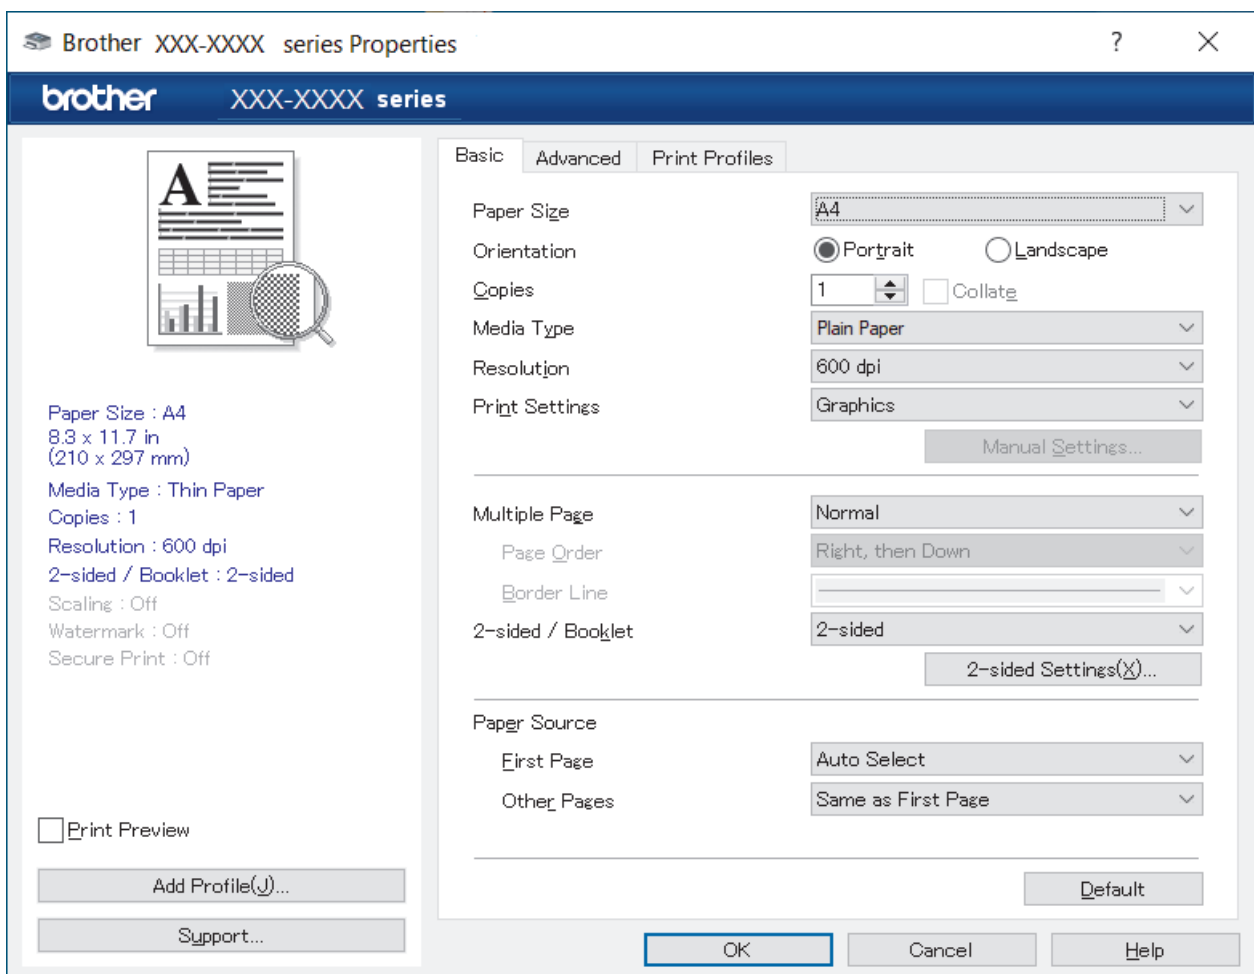 Brother XXX-XXXX series Properties
?
brother XXX-XXXX series
A
Paper Size : A4
8.3 x 11.7 in
(210 x 297 mm)
Media Type : Thin Paper
Copies : 1
Resolution : 600 dpi
2-sided / Booklet : 2-sided
Scaling : Off
Watermark : Off
Secure Print : Off
Print Preview
Add Profile(J)...
Support...
Basic Advanced Print Profiles
Paper Size A4
Orientation Portrait Landscape
Copies 1 Collate
Media Type Plain Paper
Resolution 600 dpi
Print Settings Graphics
Manual Settings...
Multiple Page Normal
Page Order Right, then Down
Border Line
2-sided / Booklet 2-sided
2-sided Settings(X)...
Paper Source
First Page Auto Select
Other Pages Same as First Page
Default
OK Cancel Help